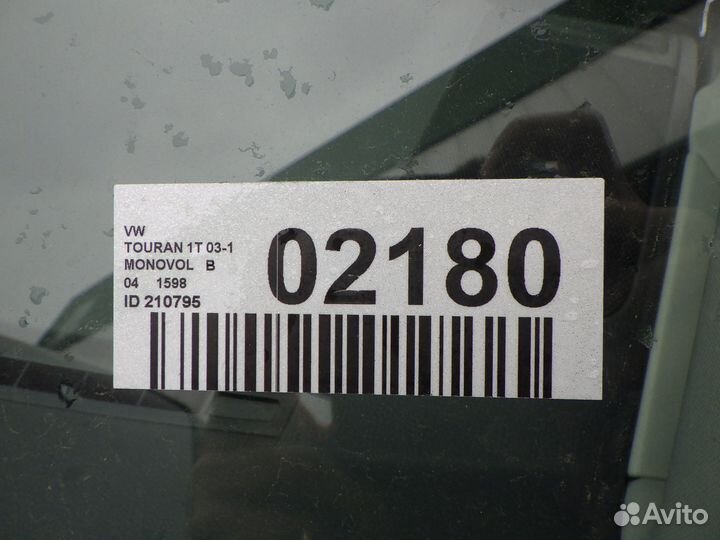 VW
TOURAN 1T 03-1
MONOVOL B
04 1598
ID 210795
02180
Avito